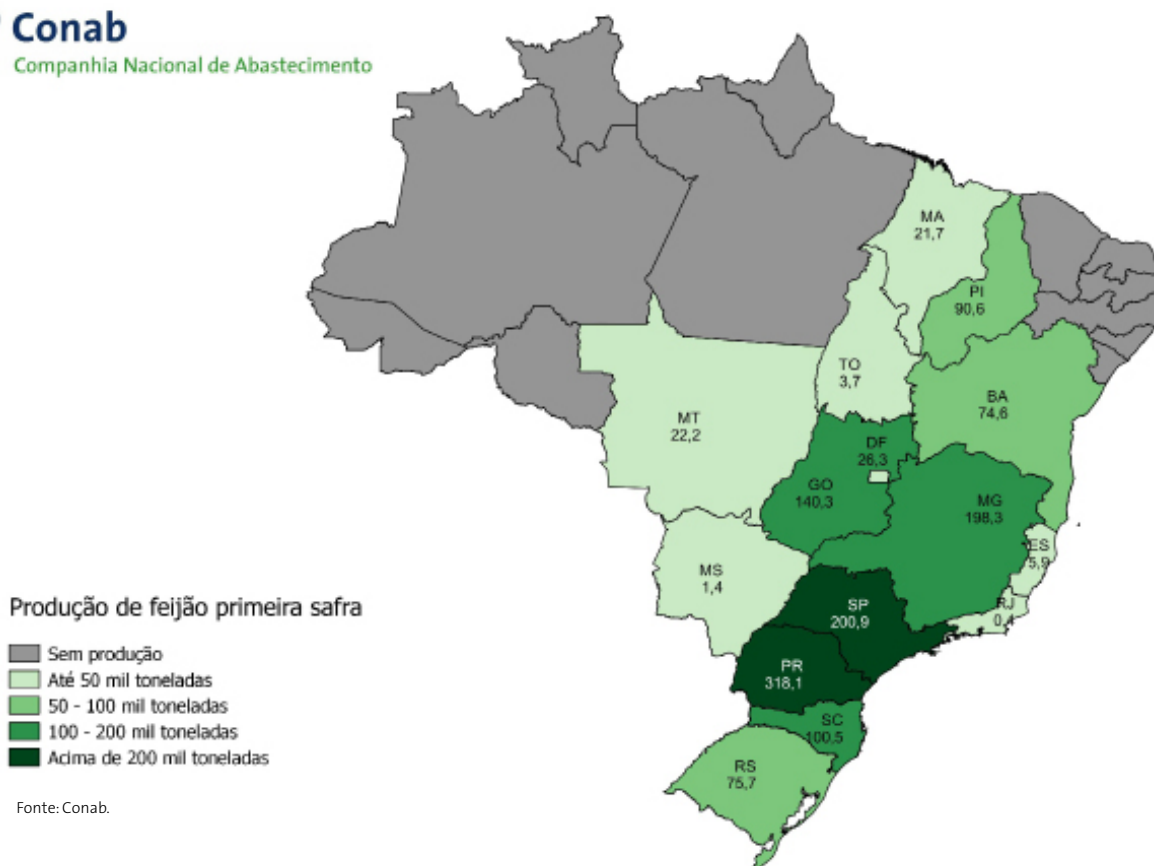 Conab
Companhia Nacional de Abastecimento
MA
21,7
PI
90,6
TO
3,7
BA
74,6
MT
22,2
DF
26,3
GO
140,3
MG
198,3
ES
5,9
MS
1,4
SP
200,9
RJ
0,4
PR
318,1
SC
100,5
RS
75,7
Produção de feijão primeira safra
Sem produção
Até 50 mil toneladas
50 - 100 mil toneladas
100 - 200 mil toneladas
Acima de 200 mil toneladas
Fonte: Conab.